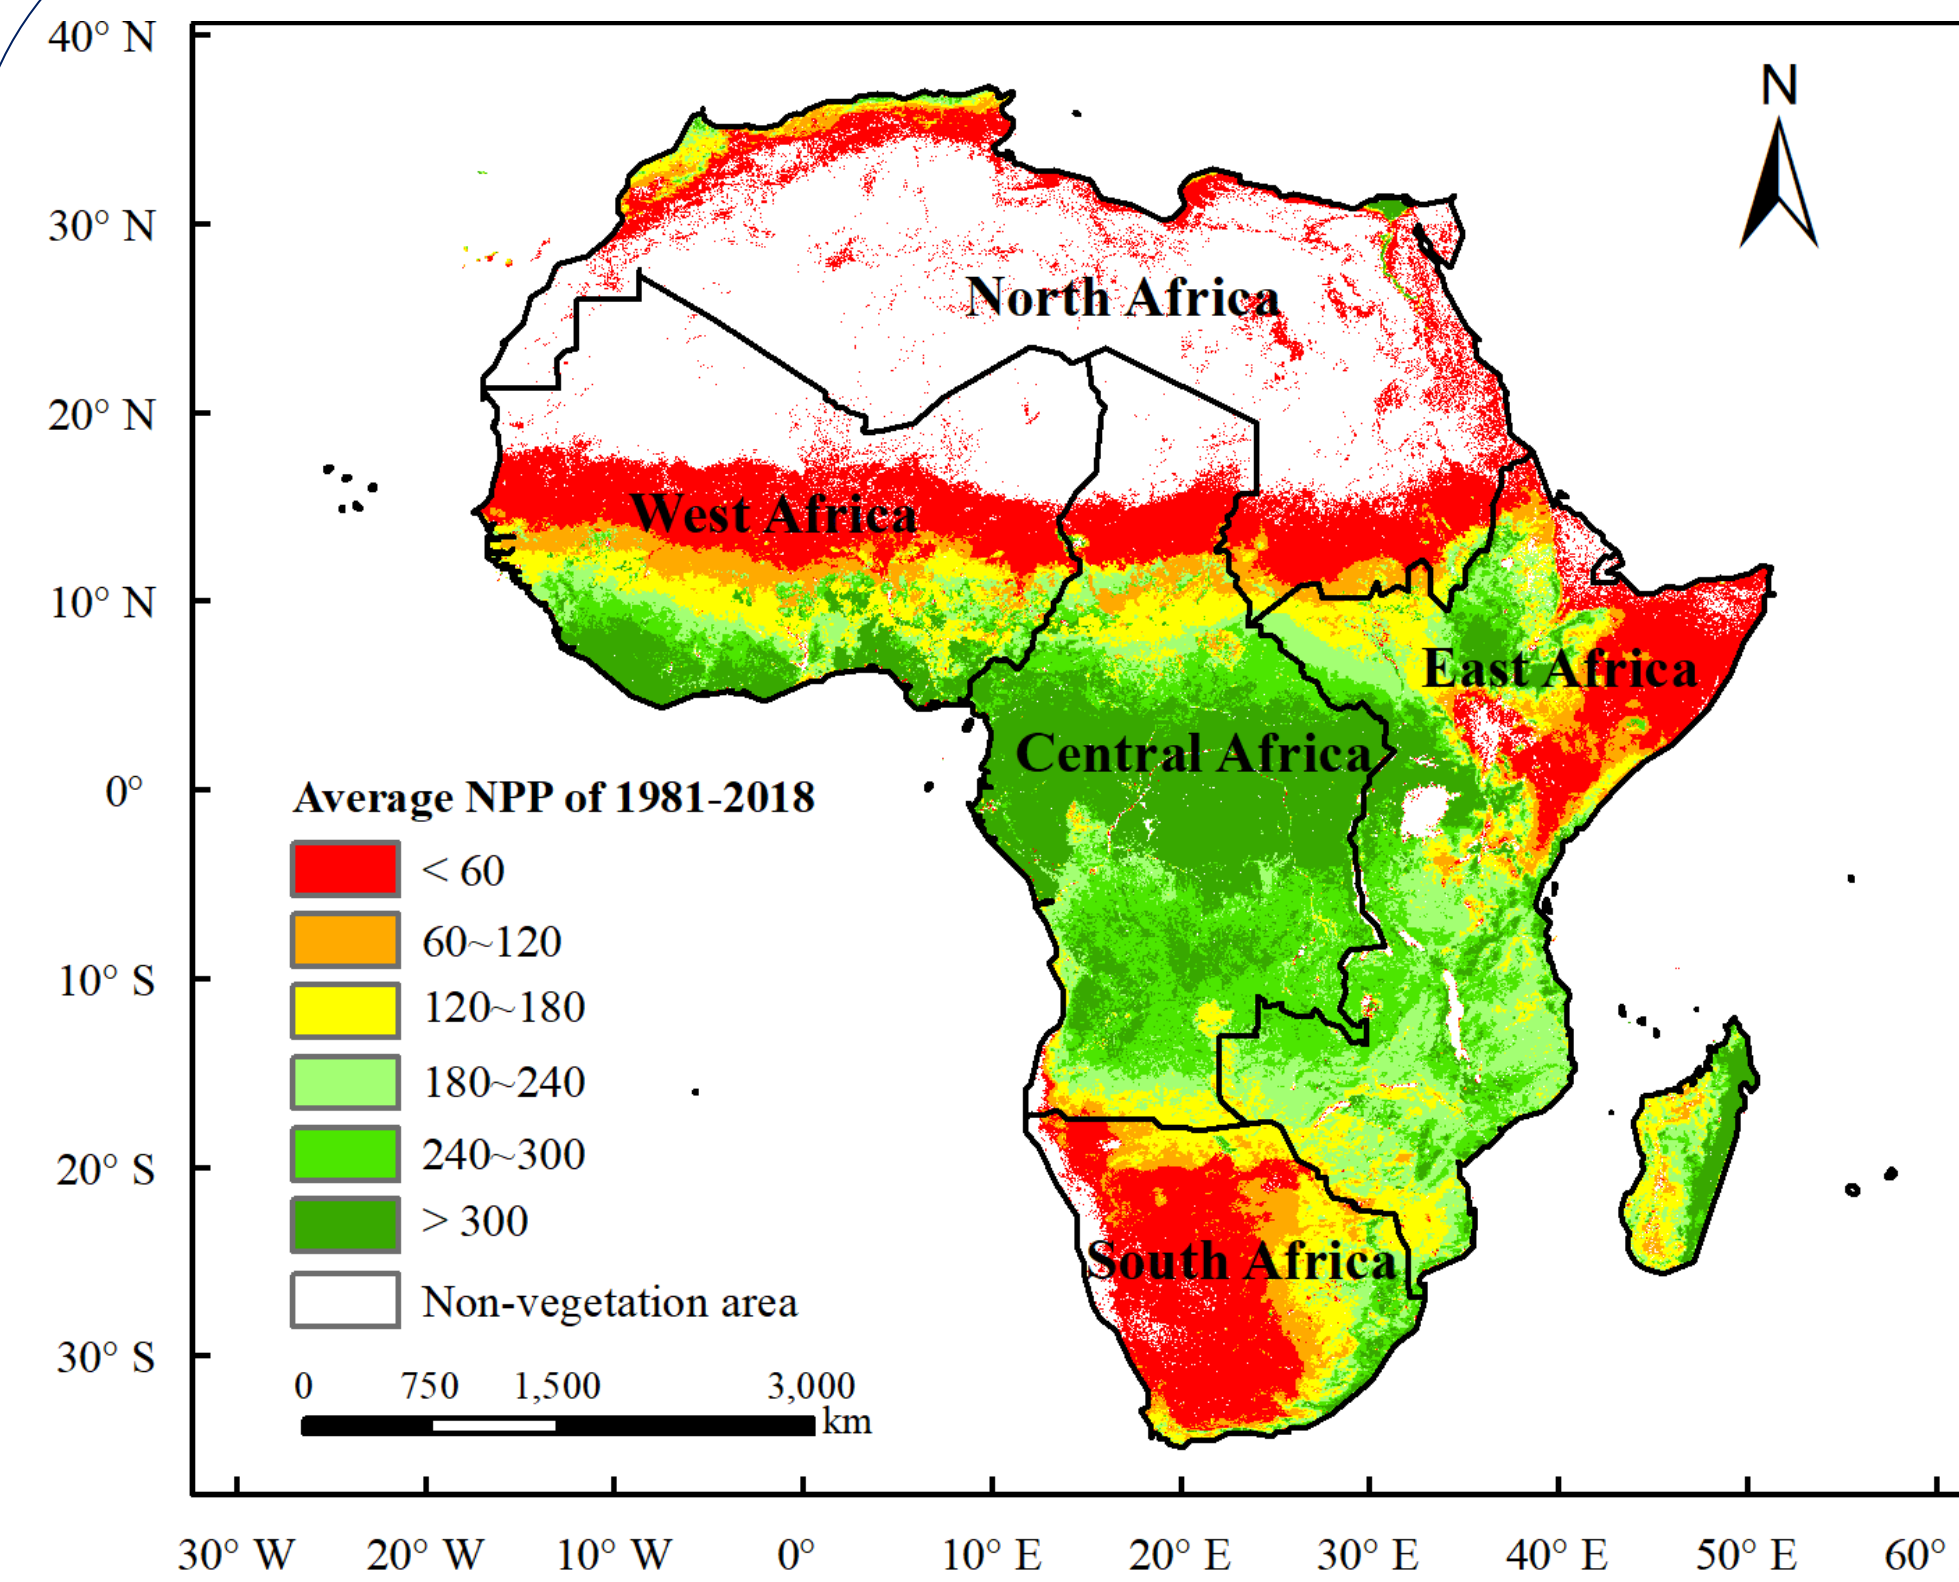 40° N
N
30° N
North Africa
20° N
West Africa
10° N
East Africa
Central Africa
0°
Average NPP of 1981-2018
< 60
60~120
10° S
120~180
180~240
240~300
20° S
> 300
South Africa
Non-vegetation area
30° S
0 750 1,500 3,000
km
30° W 20° W 10° W 0° 10° E 20° E 30° E 40° E 50° E 60°